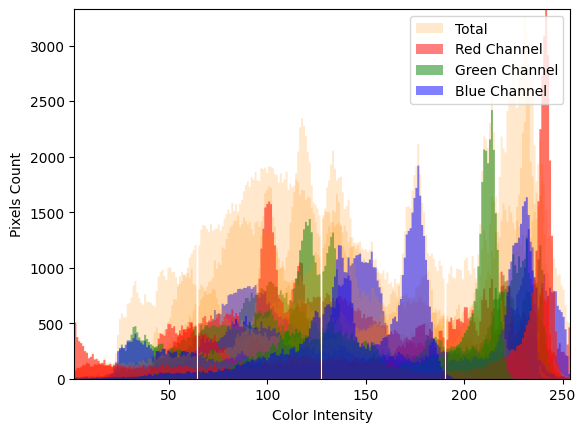 Total
Red Channel
Green Channel
Blue Channel
Pixels Count
3000
2500
2000
1500
1000
500
0
50
100
150
200
250
Color Intensity